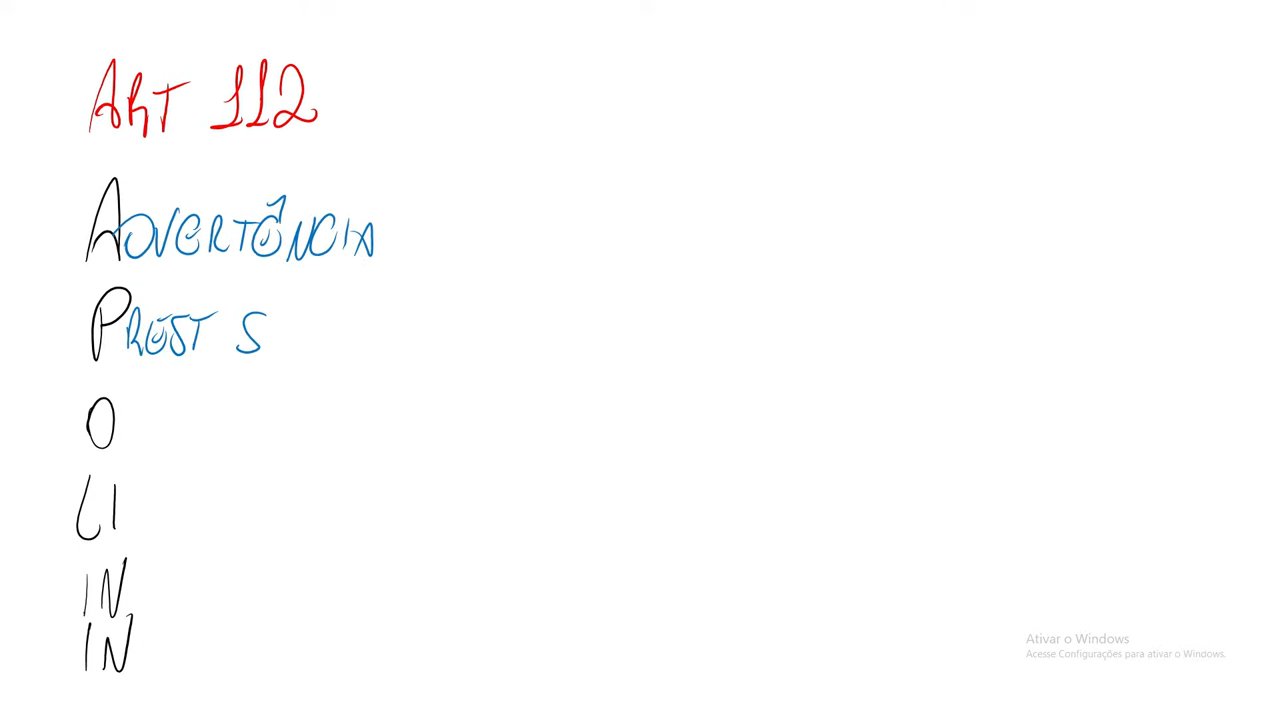 ART 112
ADVERTÊNCIA
PREST S
O
LI
IN
IN
Ativar o Windows
Acesse Configurações para ativar o Windows.